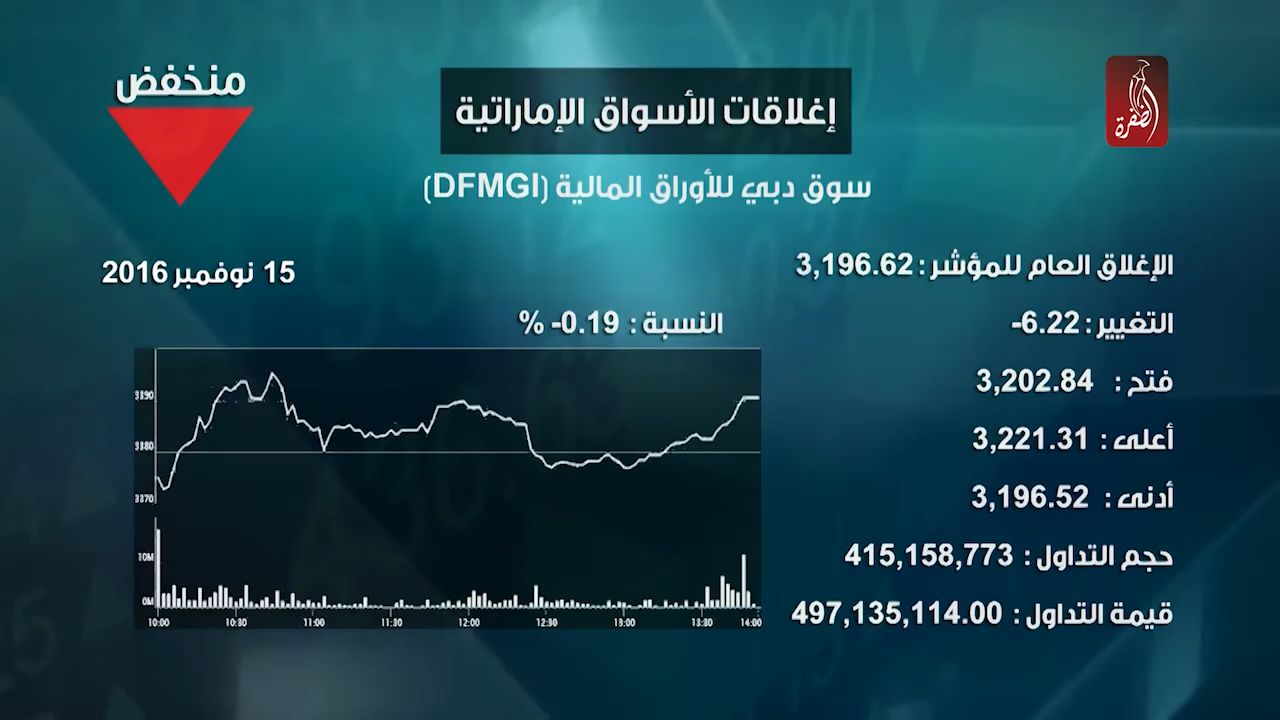 منخفض
إغلاقات الأسواق الإماراتية
الظفرة
سوق دبي للأوراق المالية (DFMGI)
15 نوفمبر 2016
الإغلاق العام للمؤشر : 3,196.62
التغيير : 6.22-
النسبة : 0.19- %
فتح : 3,202.84
أعلى : 3,221.31
أدنى : 3,196.52
حجم التداول : 415,158,773
قيمة التداول : 497,135,114.00
10M
0M
10:00 10:30 11:00 11:30 12:00 12:30 13:00 13:30 14:00